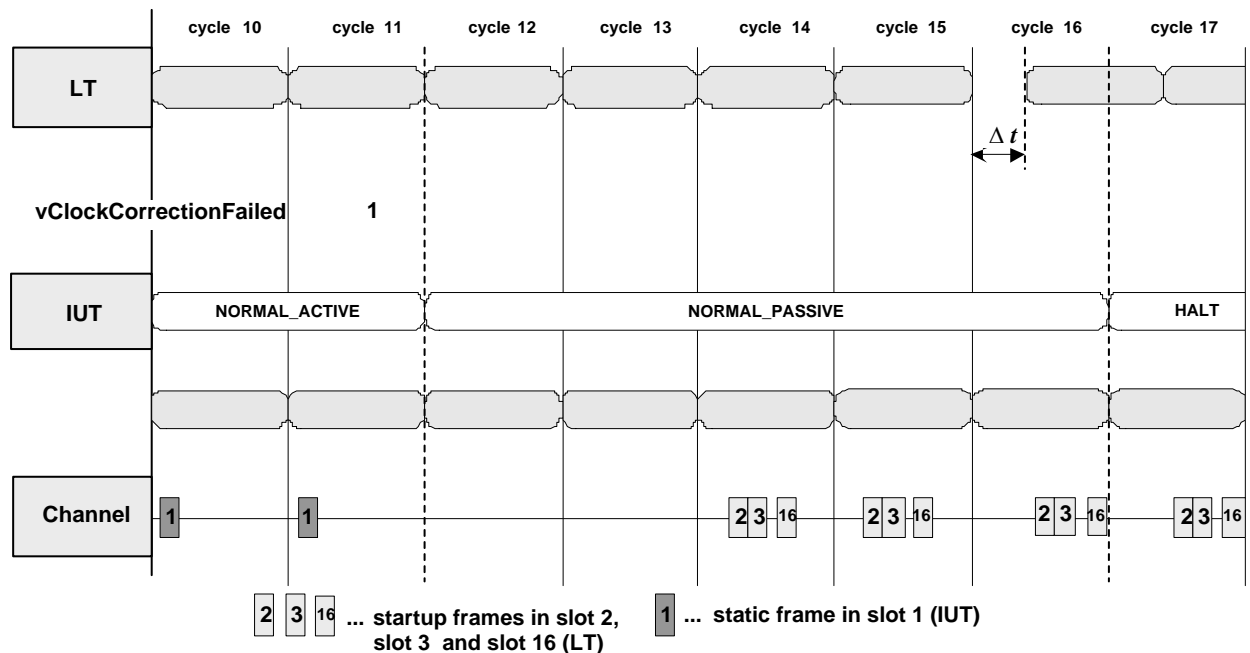 cycle 10 cycle 11 cycle 12 cycle 13 cycle 14 cycle 15 cycle 16 cycle 17
LT
Δ t
vClockCorrectionFailed 1
IUT NORMAL_ACTIVE NORMAL_PASSIVE HALT
Channel 1 1 2 3 16 2 3 16 2 3 16 2 3 16
2 3 16 ... startup frames in slot 2, 1 ... static frame in slot 1 (IUT)
slot 3 and slot 16 (LT)